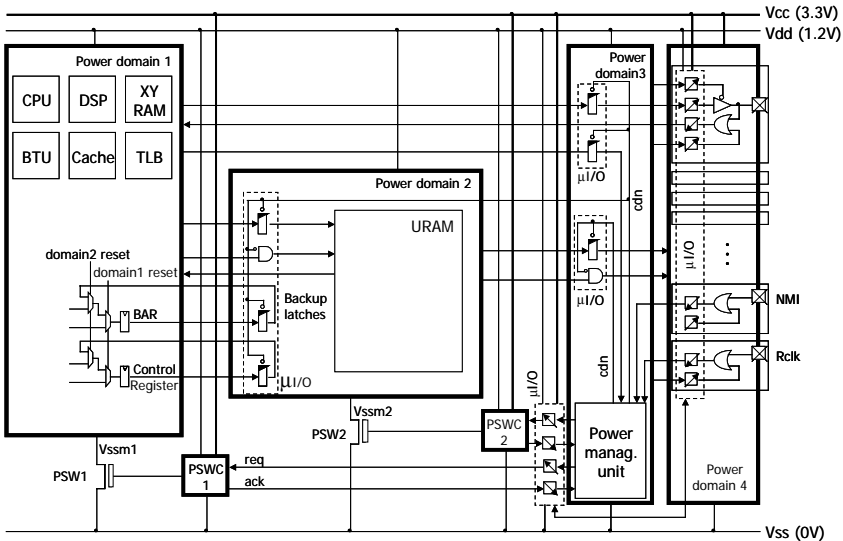 Vcc (3.3V)
Vdd (1.2V)
Power domain 1
CPU
DSP
XY
RAM
BTU
Cache
TLB
Power
domain3
μI/O
cdn
Power domain 2
URAM
μI/O
μI/O
domain2 reset
domain1 reset
Backup
latches
BAR
NMI
Control
Register
μI/O
μI/O
cdn
Rclk
Vssm2
PSW2
PSWC
2
Power
manag.
unit
Vssm1
PSW1
PSWC
1
req
ack
Power
domain 4
Vss (0V)